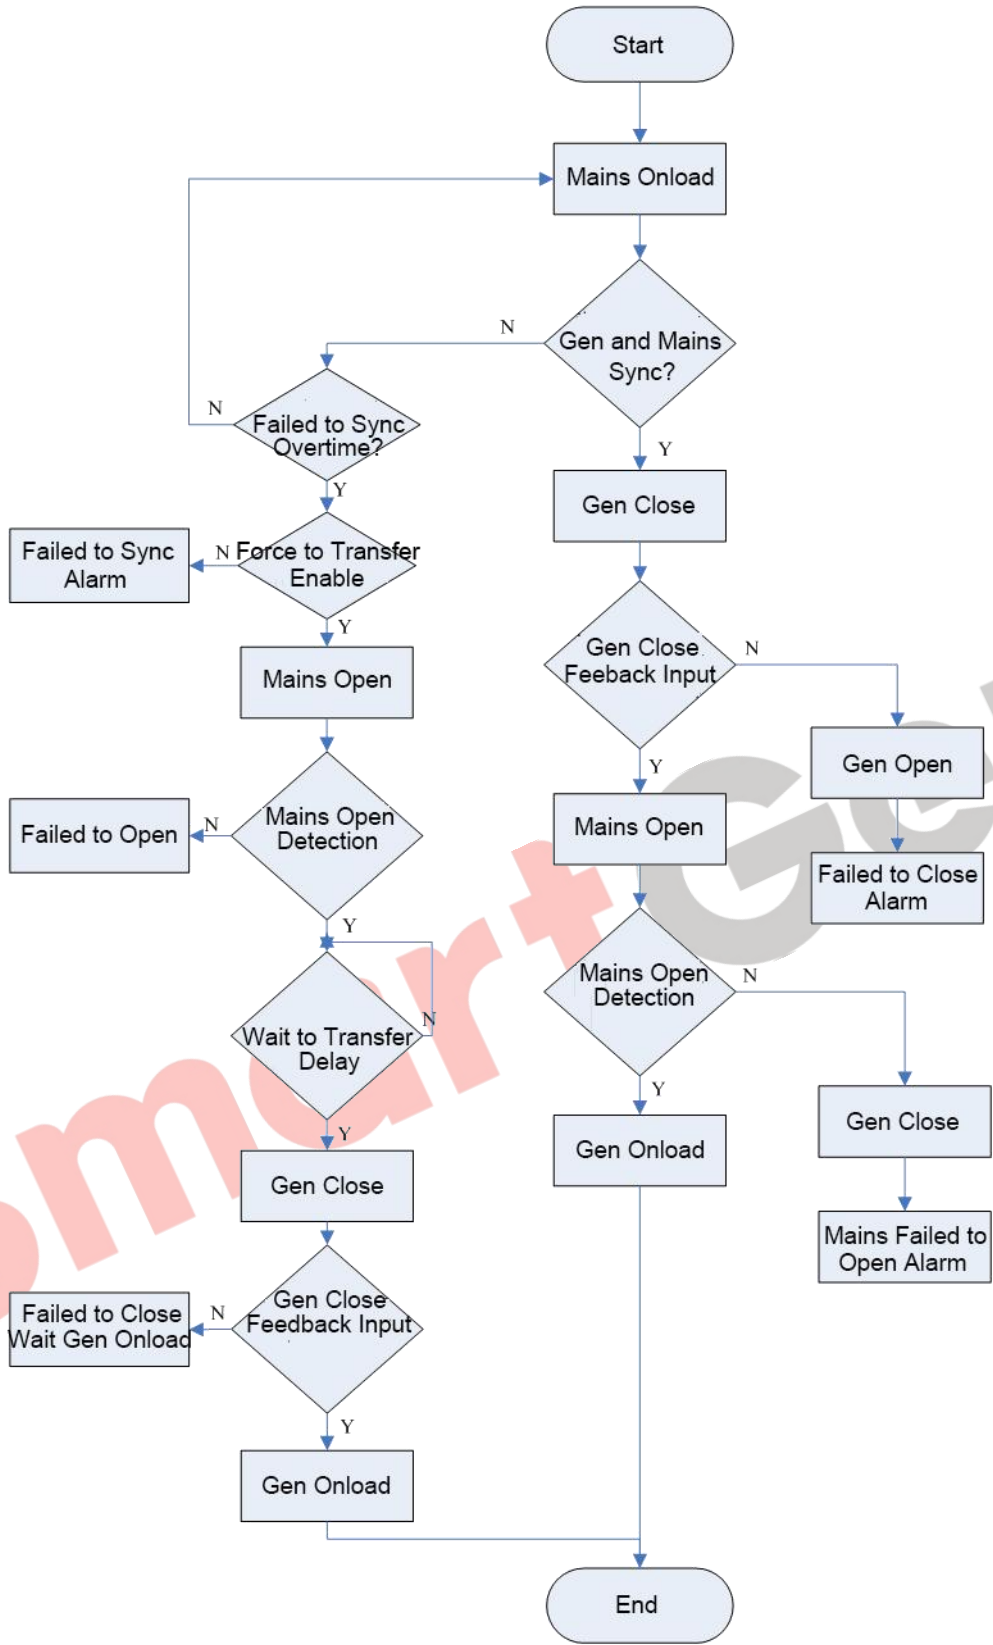 Start
Mains Onload
N
Gen and Mains
Sync?
N
Failed to Sync
Overtime?
Y
Y
Gen Close
Failed to Sync
Alarm
N
Force to Transfer
Enable
Y
Gen Close
Feeback Input
N
Mains Open
Y
Gen Open
Failed to Open
N
Mains Open
Detection
Mains Open
Failed to Close
Alarm
Y
Mains Open
Detection
N
N
Wait to Transfer
Delay
Y
Y
Gen Close
Gen Onload
Gen Close
Mains Failed to
Open Alarm
Failed to Close
Wait Gen Onload
N
Gen Close
Feedback Input
Y
Gen Onload
End
SmartGen